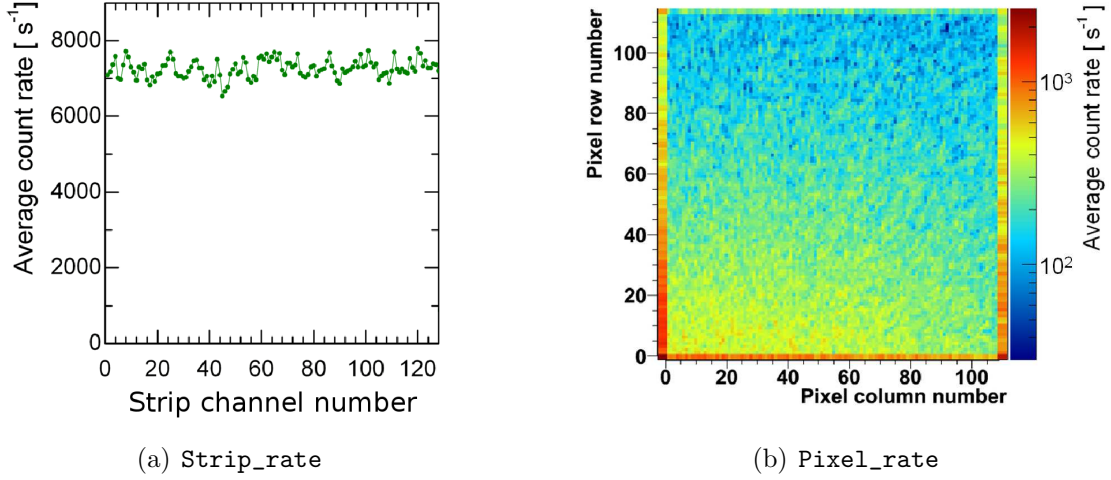 Average count rate [ s⁻¹]
8000
6000
4000
2000
0
0 20 40 60 80 100 120
Strip channel number
(a) Strip_rate
Pixel row number
100
80
60
40
20
0
0 20 40 60 80 100
Pixel column number
10³
10²
Average count rate [ s⁻¹]
(b) Pixel_rate